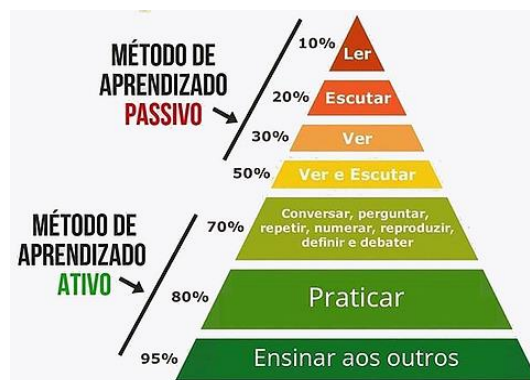 MÉTODO DE
APRENDIZADO
PASSIVO
10%
Ler
20%
Escutar
30%
Ver
50%
Ver e Escutar
MÉTODO DE
APRENDIZADO
ATIVO
70%
Conversar, perguntar,
repetir, numerar, reproduzir,
definir e debater
80%
Praticar
95%
Ensinar aos outros